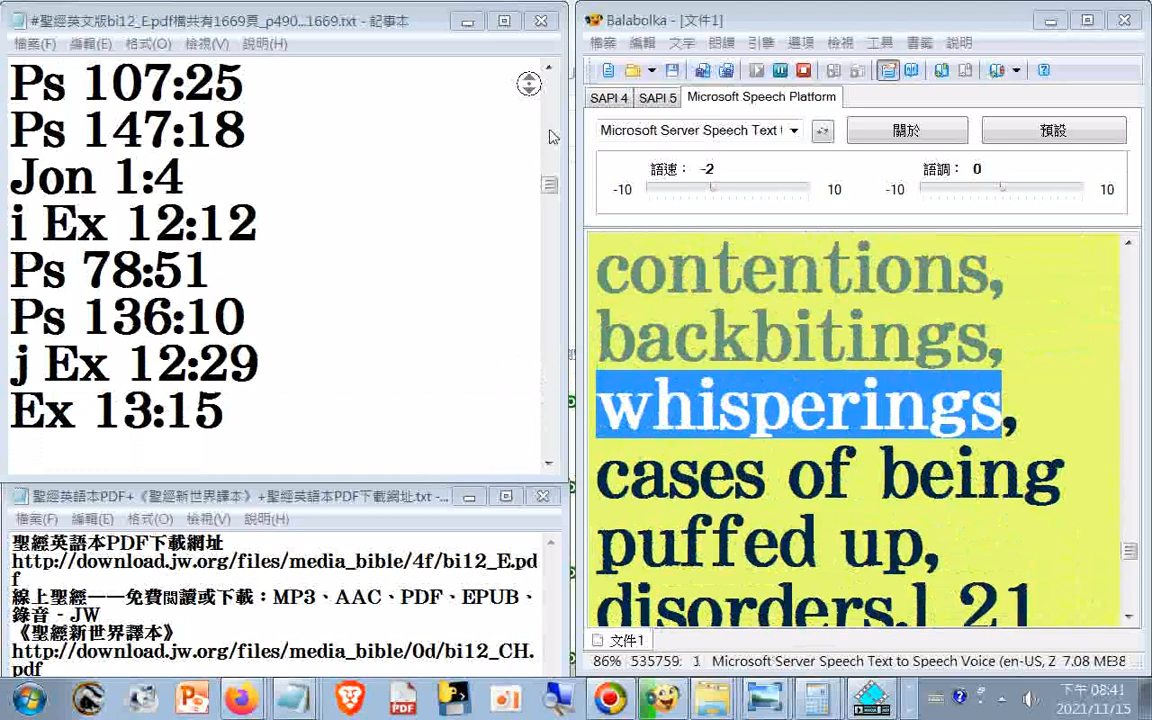 #聖經英文版bi12_E.pdf檔共有1669頁_p490...1669.txt - 記事本
檔案(F) 編輯(E) 格式(O) 檢視(V) 說明(H)
Ps 107:25
Ps 147:18
Jon 1:4
i Ex 12:12
Ps 78:51
Ps 136:10
j Ex 12:29
Ex 13:15
聖經英語本PDF+《聖經新世界譯本》+聖經英語本PDF下載網址.txt -...
檔案(F) 編輯(E) 格式(O) 檢視(V) 說明(H)
聖經英語本PDF下載網址
http://download.jw.org/files/media_bible/4f/bi12_E.pd
f
線上聖經——免費閱讀或下載：MP3、AAC、PDF、EPUB、
錄音 - JW
《聖經新世界譯本》
http://download.jw.org/files/media_bible/0d/bi12_CH.
pdf
Balabolka - [文件1]
檔案 編輯 文字 朗讀 引擎 選項 檢視 工具 書籤 說明
SAPI 4 SAPI 5 Microsoft Speech Platform
Microsoft Server Speech Text 關於 預設
語速: -2 語調: 0
-10 10 -10 10
contentions,
backbitings,
whisperings,
cases of being
puffed up,
disorders.l 21
文件1
86% 535759: 1 Microsoft Server Speech Text to Speech Voice (en-US, Z 7.08 MB
下午 08:41
2021/11/15